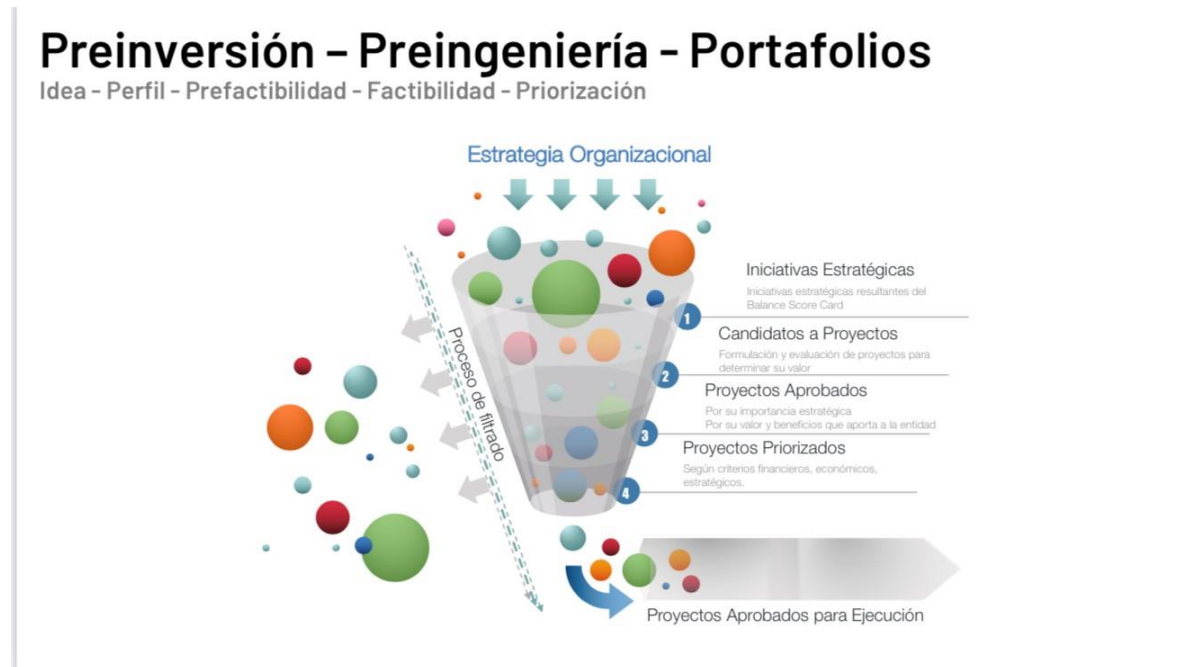 Preinversión – Preingeniería - Portafolios
Idea - Perfil - Prefactibilidad - Factibilidad - Priorización
Estrategia Organizacional
Proceso de filtrado
Iniciativas Estratégicas
Iniciativas estratégicas resultantes del
Balance Score Card
1
Candidatos a Proyectos
Formulación y evaluación de proyectos para
determinar su valor
2
Proyectos Aprobados
Por su importancia estratégica
Por su valor y beneficios que aporta a la entidad
3
Proyectos Priorizados
Según criterios financieros, económicos,
estratégicos.
4
Proyectos Aprobados para Ejecución